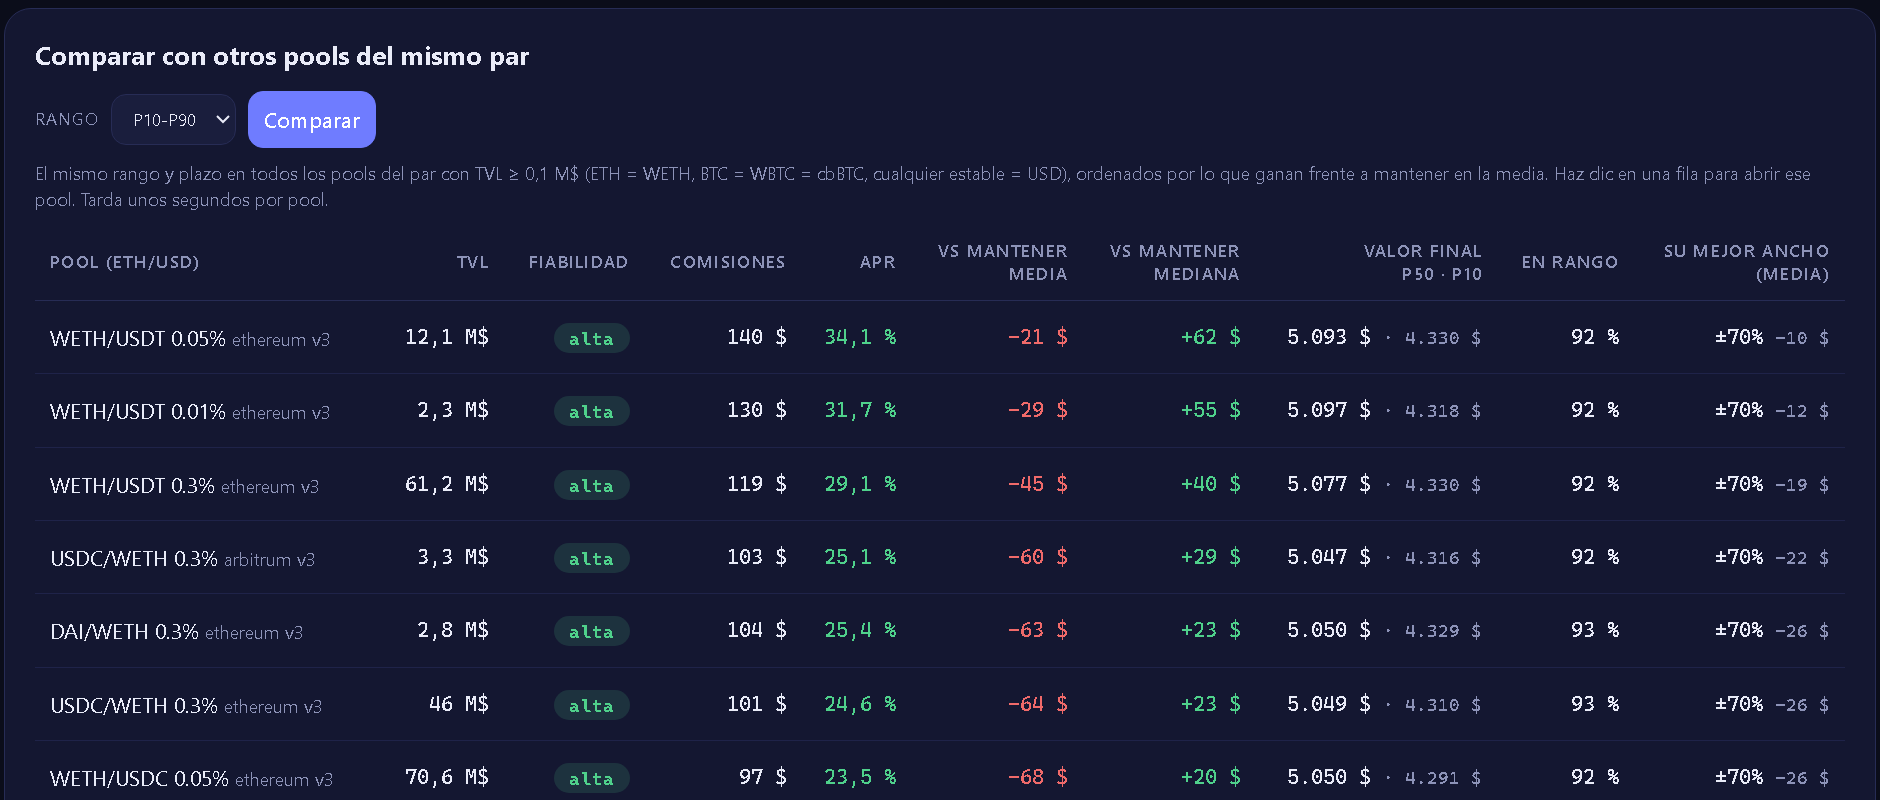 Comparar con otros pools del mismo par
RANGO P10-P90 Comparar
El mismo rango y plazo en todos los pools del par con TVL ≥ 0,1 M$ (ETH = WETH, BTC = WBTC = cbBTC, cualquier estable = USD), ordenados por lo que ganan frente a mantener en la media. Haz clic en una fila para abrir ese
pool. Tarda unos segundos por pool.
POOL (ETH/USD) TVL FIABILIDAD COMISIONES APR VS MANTENER MEDIA VS MANTENER MEDIANA VALOR FINAL P50 · P10 EN RANGO SU MEJOR ANCHO (MEDIA)
WETH/USDT 0.05% ethereum v3 12,1 M$ alta 140 $ 34,1 % −21 $ +62 $ 5.093 $ · 4.330 $ 92 % ±70% −10 $
WETH/USDT 0.01% ethereum v3 2,3 M$ alta 130 $ 31,7 % −29 $ +55 $ 5.097 $ · 4.318 $ 92 % ±70% −12 $
WETH/USDT 0.3% ethereum v3 61,2 M$ alta 119 $ 29,1 % −45 $ +40 $ 5.077 $ · 4.330 $ 92 % ±70% −19 $
USDC/WETH 0.3% arbitrum v3 3,3 M$ alta 103 $ 25,1 % −60 $ +29 $ 5.047 $ · 4.316 $ 92 % ±70% −22 $
DAI/WETH 0.3% ethereum v3 2,8 M$ alta 104 $ 25,4 % −63 $ +23 $ 5.050 $ · 4.329 $ 93 % ±70% −26 $
USDC/WETH 0.3% ethereum v3 46 M$ alta 101 $ 24,6 % −64 $ +23 $ 5.049 $ · 4.310 $ 93 % ±70% −26 $
WETH/USDC 0.05% ethereum v3 70,6 M$ alta 97 $ 23,5 % −68 $ +20 $ 5.050 $ · 4.291 $ 92 % ±70% −26 $